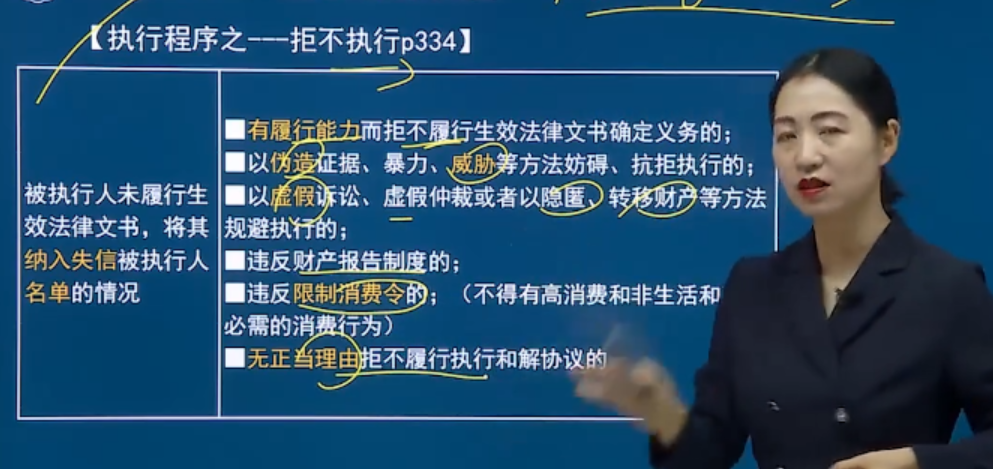 【执行程序之---拒不执行p334】
被执行人未履行生
效法律文书，将其
纳入失信被执行人
名单的情况
■有履行能力而拒不履行生效法律文书确定义务的；
■以伪造证据、暴力、威胁等方法妨碍、抗拒执行的；
■以虚假诉讼、虚假仲裁或者以隐匿、转移财产等方法
规避执行的；
■违反财产报告制度的；
■违反限制消费令的；（不得有高消费和非生活和
必需的消费行为）
■无正当理由拒不履行执行和解协议的